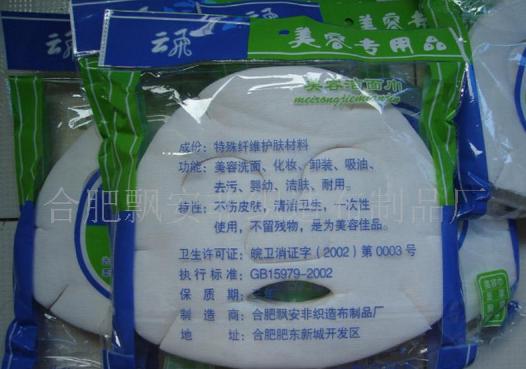 云飛
美容专用品
美容洁面巾
成份：特殊纤维护肤材料
功能：美容洗面、化妆、卸装、吸油、
去污、婴幼、洁肤、耐用。
特性：不伤皮肤，清洁卫生，一次性
使用，不留残物，是为美容佳品。
卫生许可证：皖卫消证字（2002）第0003号
执行标准：GB15979-2002
保质期：
制造商：合肥飘安非织造布制品厂
地址：合肥肥东新城开发区
合肥飘安 制品厂